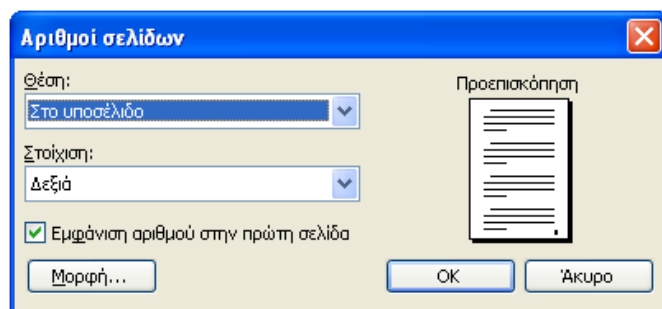 Αριθμοί σελίδων
Θέση:
Στο υποσέλιδο
Στοίχιση:
Δεξιά
Εμφάνιση αριθμού στην πρώτη σελίδα
Μορφή...
Προεπισκόπηση
OK
Άκυρο